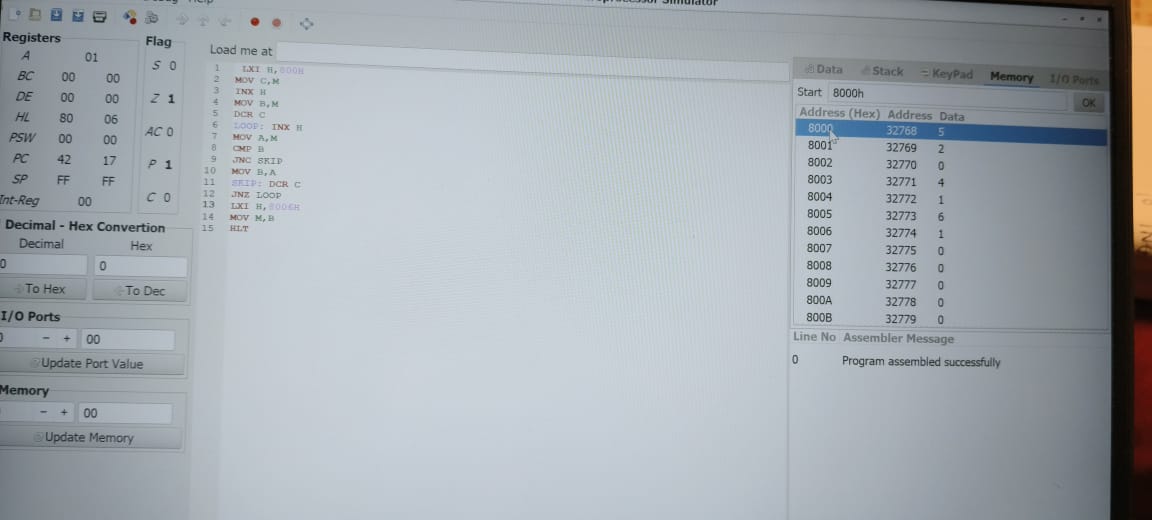 Help
Simulator
Registers
A 01
BC 00 00
DE 00 00
HL 80 06
PSW 00 00
PC 42 17
SP FF FF
Int-Reg 00
Flag
S 0
Z 1
AC 0
P 1
C 0
Decimal - Hex Convertion
Decimal Hex
0 0
To Hex To Dec
I/O Ports
- + 00
Update Port Value
Memory
- + 00
Update Memory
Load me at
1 LXI H,800H
2 MOV C,M
3 INX H
4 MOV B,M
5 DCR C
6 LOOP: INX H
7 MOV A,M
8 CMP B
9 JNC SKIP
10 MOV B,A
11 SKIP: DCR C
12 JNZ LOOP
13 LXI H,8006H
14 MOV M,B
15 HLT
Data Stack KeyPad Memory I/O Ports
Start 8000h OK
Address (Hex) Address Data
8000 32768 5
8001 32769 2
8002 32770 0
8003 32771 4
8004 32772 1
8005 32773 6
8006 32774 1
8007 32775 0
8008 32776 0
8009 32777 0
800A 32778 0
800B 32779 0
Line No Assembler Message
0 Program assembled successfully